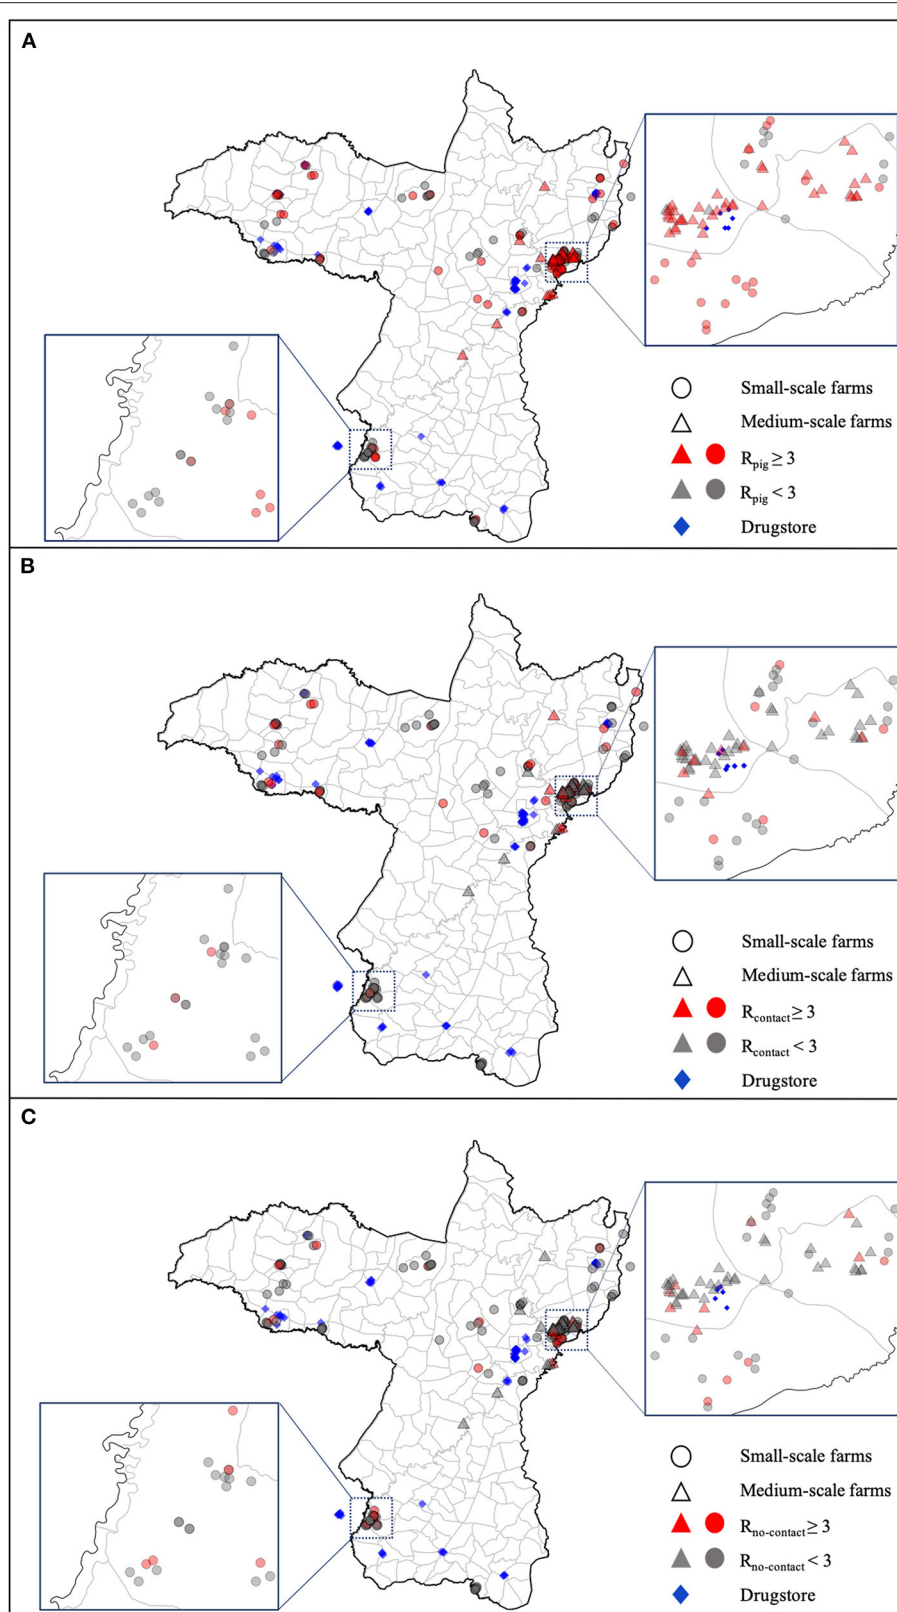 A
Small-scale farms
Medium-scale farms
Rpig ≥ 3
Rpig < 3
Drugstore
B
Small-scale farms
Medium-scale farms
Rcontact ≥ 3
Rcontact < 3
Drugstore
C
Small-scale farms
Medium-scale farms
Rno-contact ≥ 3
Rno-contact < 3
Drugstore